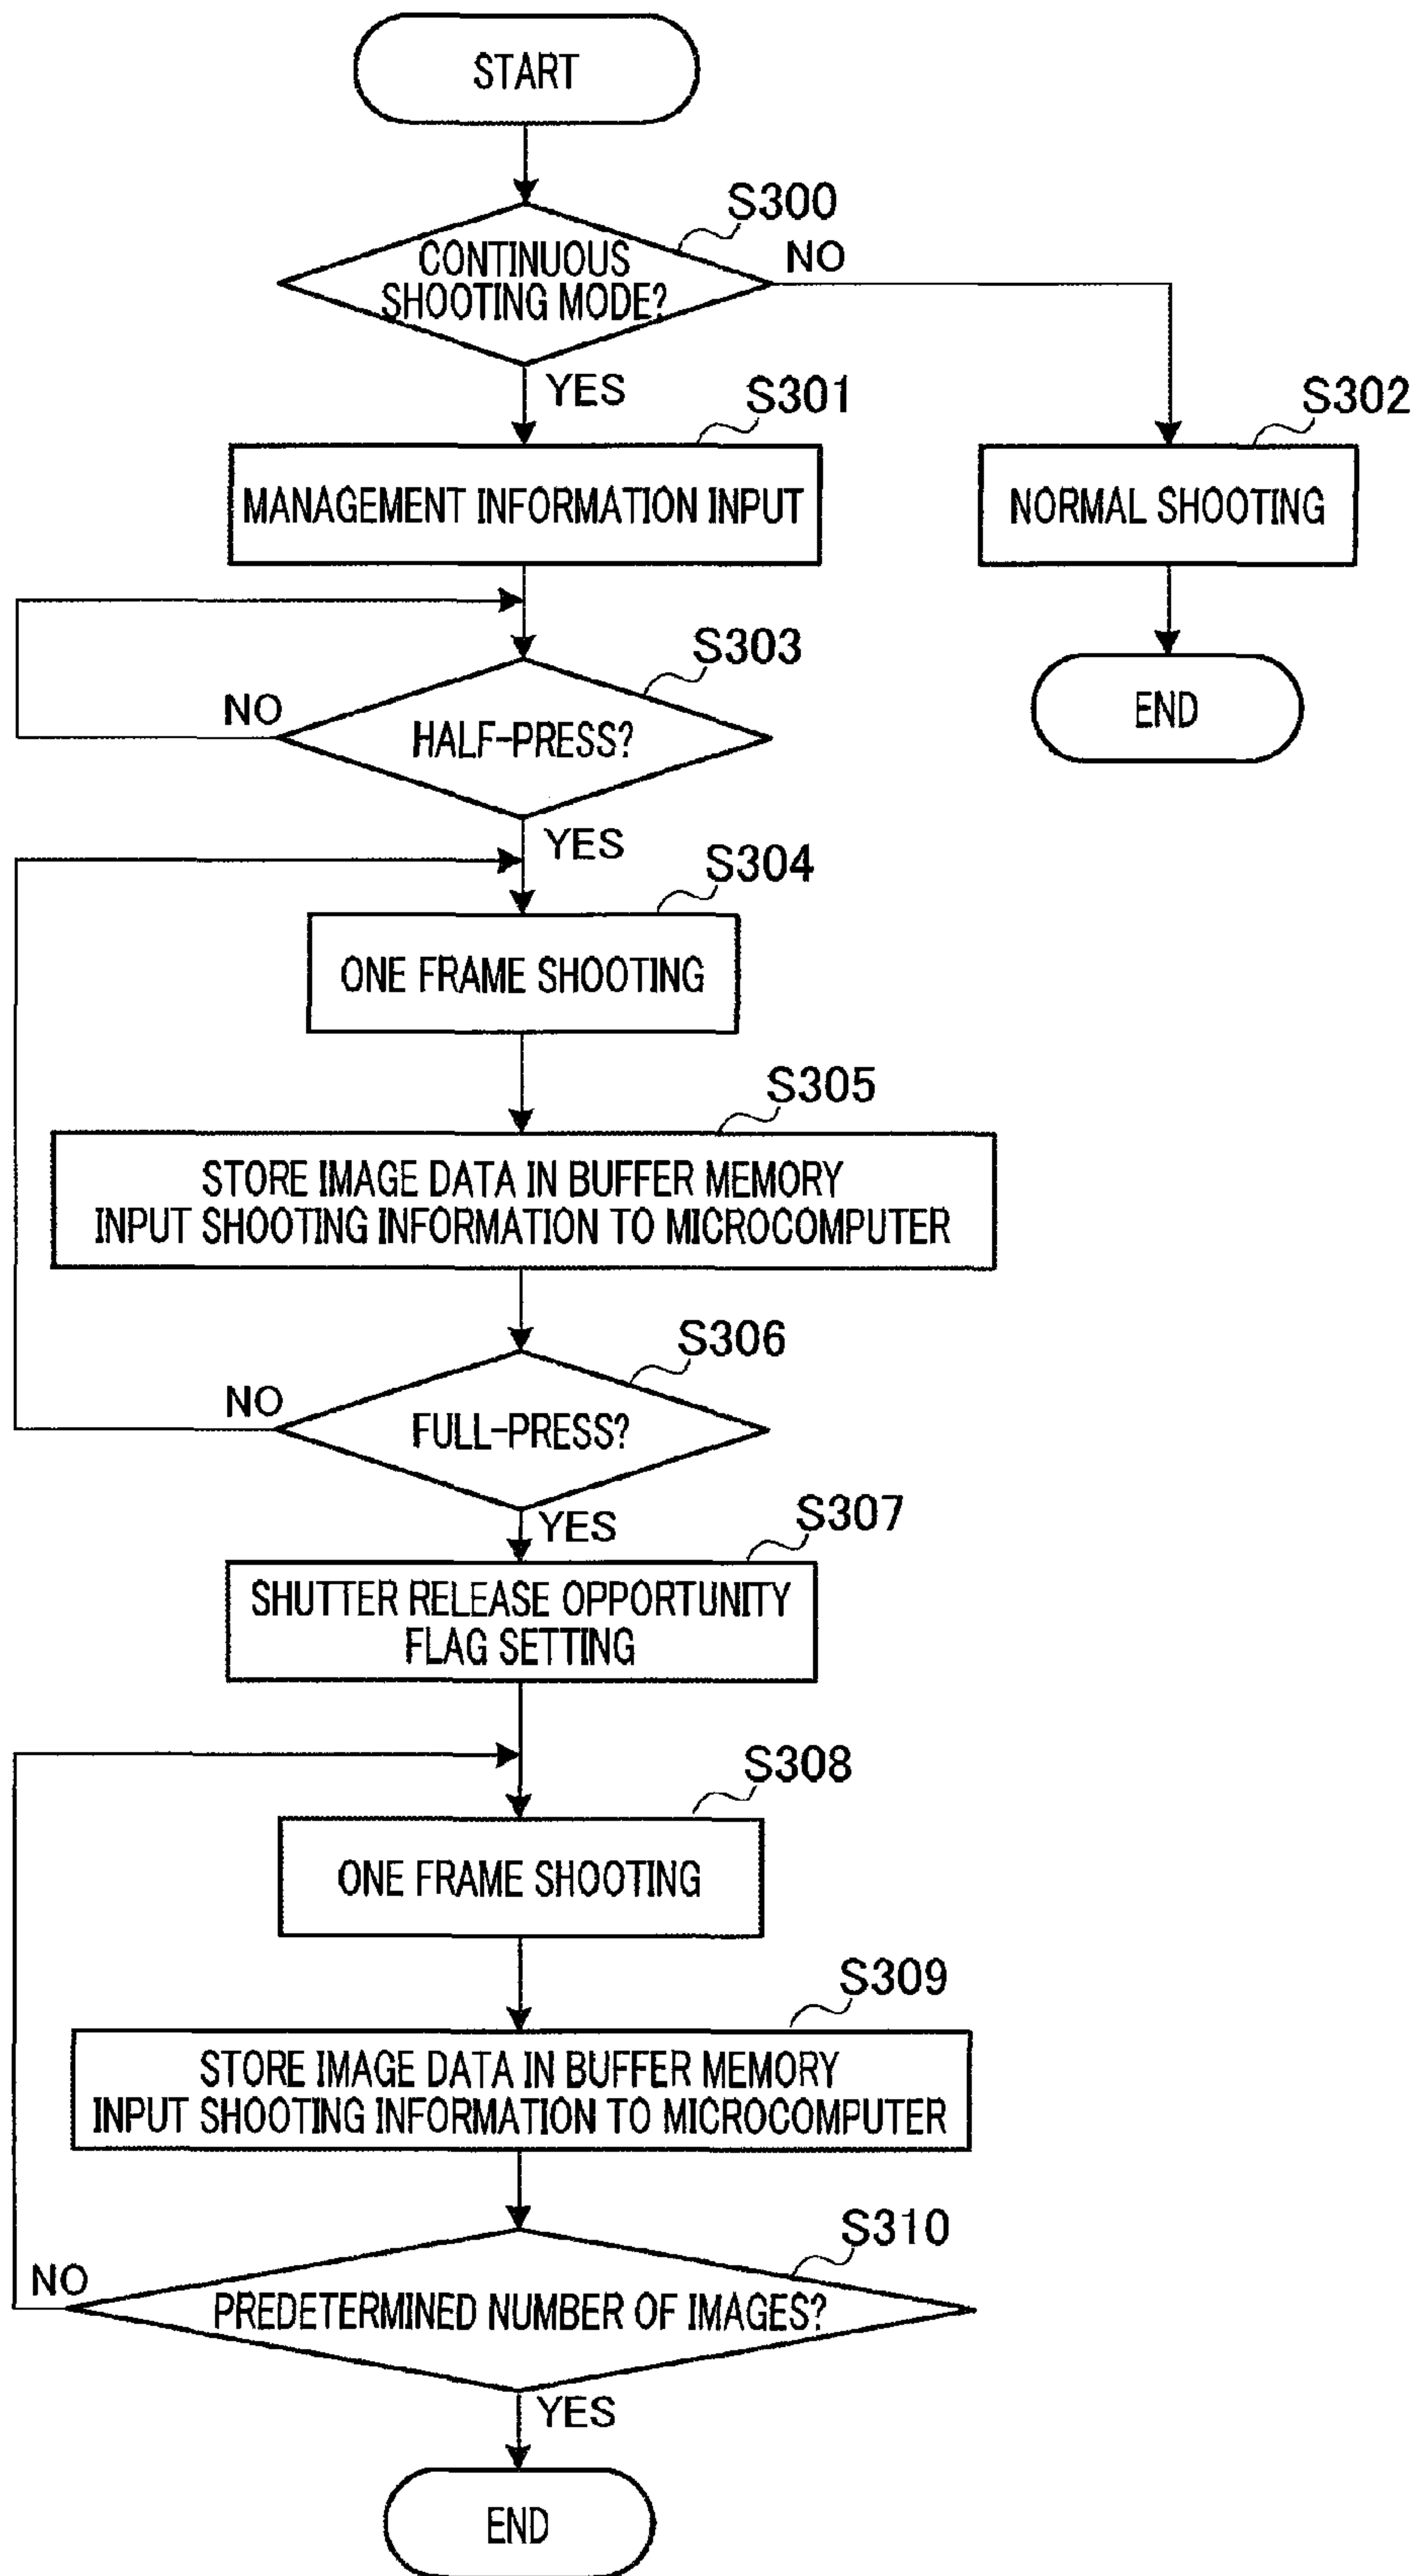 START
S300
CONTINUOUS
SHOOTING MODE?
NO
YES
S301
S302
MANAGEMENT INFORMATION INPUT
NORMAL SHOOTING
S303
NO
HALF-PRESS?
END
YES
S304
ONE FRAME SHOOTING
S305
STORE IMAGE DATA IN BUFFER MEMORY
INPUT SHOOTING INFORMATION TO MICROCOMPUTER
S306
NO
FULL-PRESS?
YES
S307
SHUTTER RELEASE OPPORTUNITY
FLAG SETTING
S308
ONE FRAME SHOOTING
S309
STORE IMAGE DATA IN BUFFER MEMORY
INPUT SHOOTING INFORMATION TO MICROCOMPUTER
S310
NO
PREDETERMINED NUMBER OF IMAGES?
YES
END